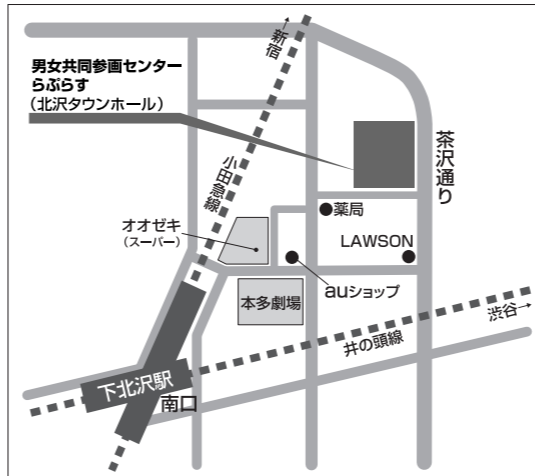 →新宿
男女共同参画センター
らぷらす
（北沢タウンホール）
小田急線
茶沢通り
薬局
オオゼキ
（スーパー）
LAWSON
auショップ
本多劇場
渋谷→
井の頭線
下北沢駅
南口